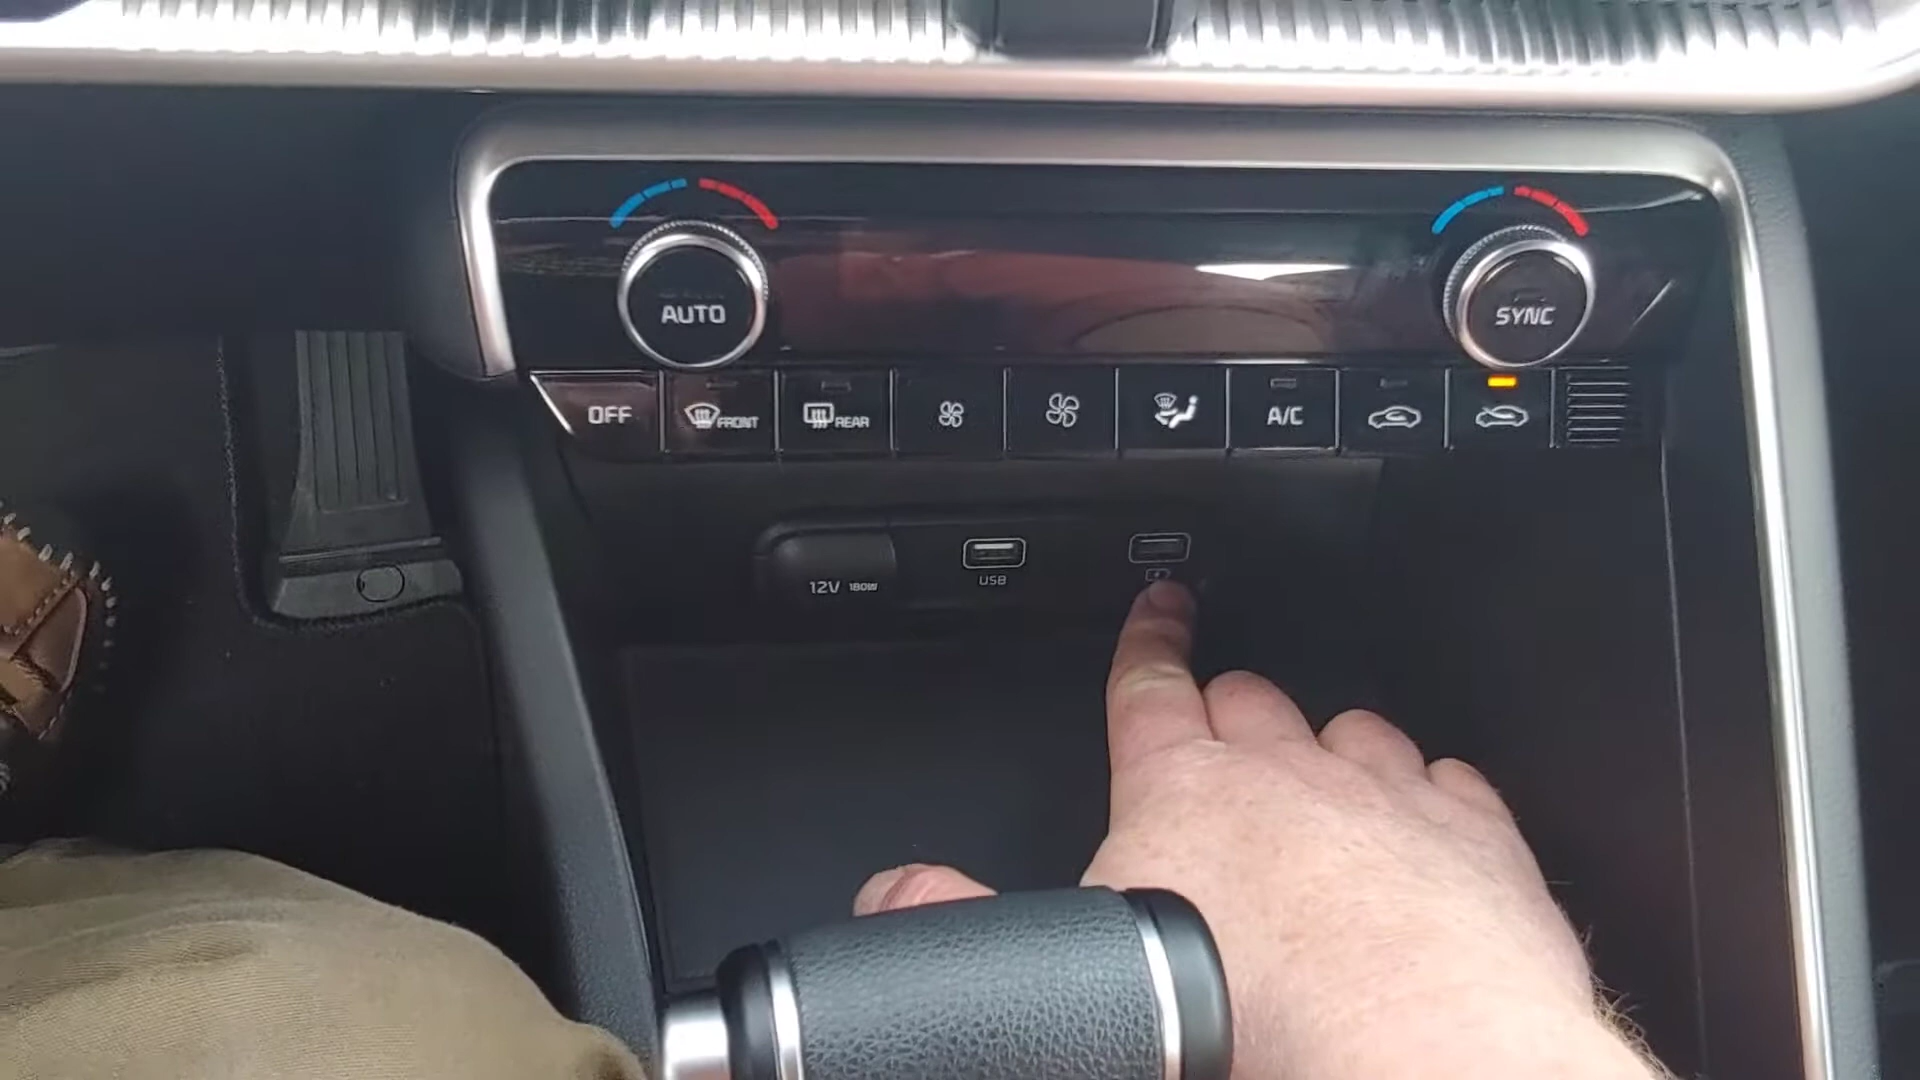 AUTO
SYNC
OFF
FRONT
REAR
A/C
12V 180W
USB